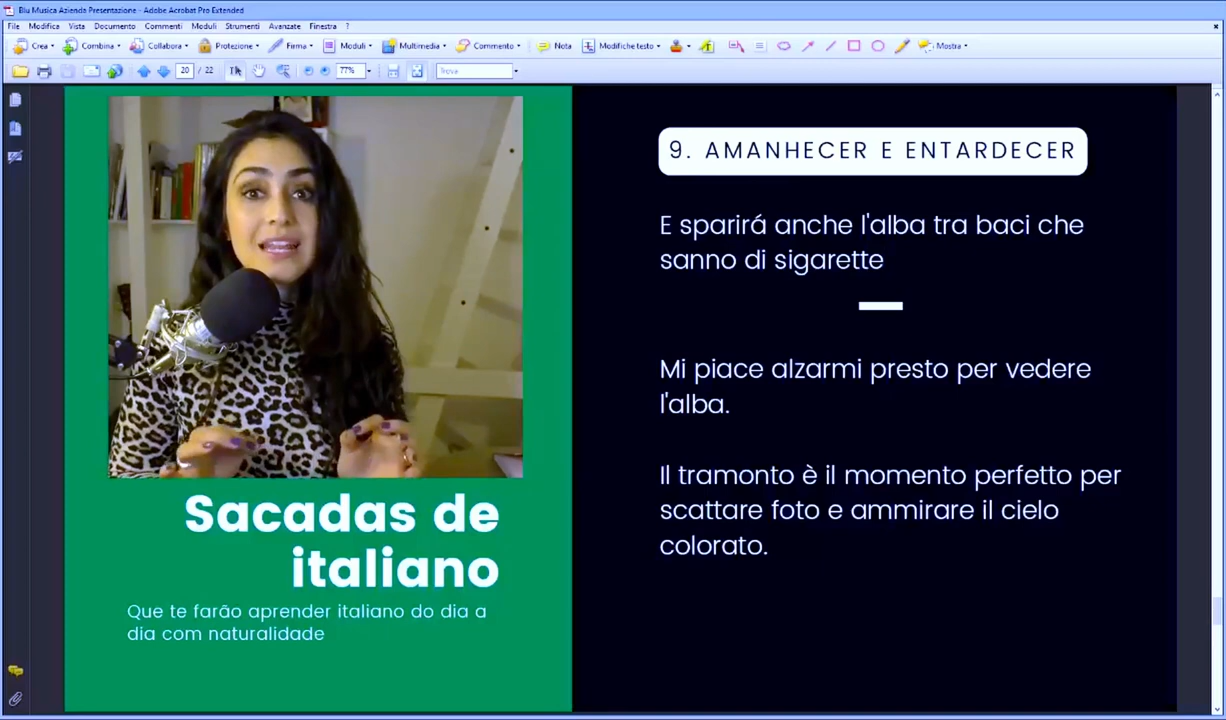 Blu Musica Azienda Presentazione - Adobe Acrobat Pro Extended
File Modifica Vista Documento Commenti Moduli Strumenti Avanzate Finestra ?
Crea Combina Collabora Protezione Firma Moduli Multimedia Commento Nota Modifiche testo Mostra
20 / 22 77% Trova
9. AMANHECER E ENTARDECER
E sparirá anche l'alba tra baci che
sanno di sigarette
Mi piace alzarmi presto per vedere
l'alba.
Il tramonto è il momento perfetto per
scattare foto e ammirare il cielo
colorato.
Sacadas de
italiano
Que te farão aprender italiano do dia a
dia com naturalidade